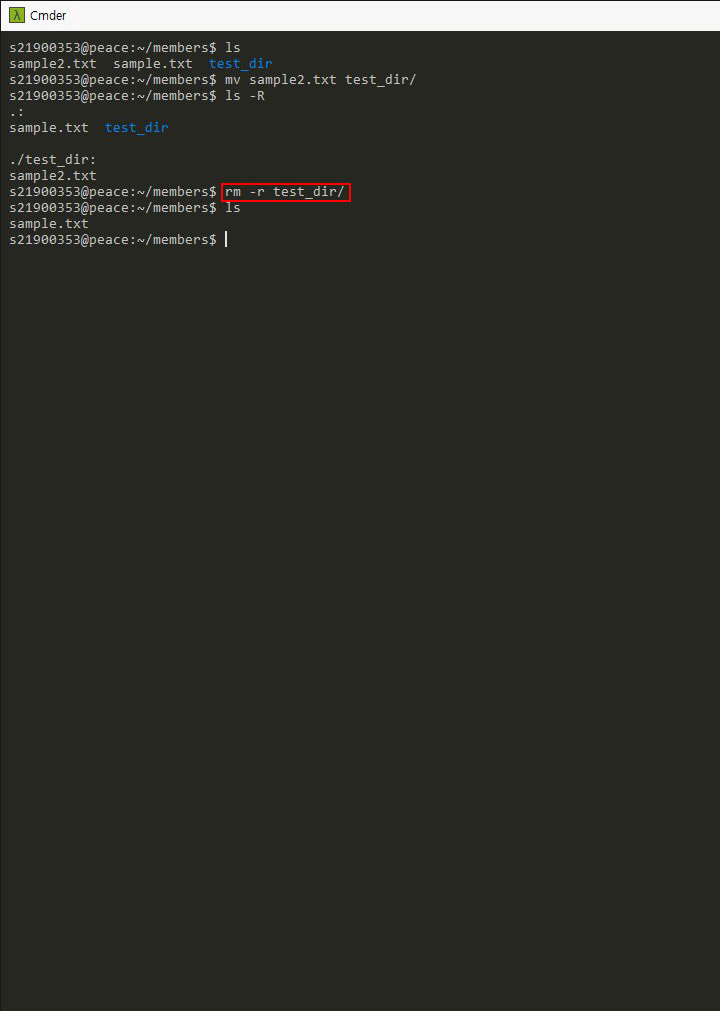 λ Cmder
s21900353@peace:~/members$ ls
sample2.txt  sample.txt  test_dir
s21900353@peace:~/members$ mv sample2.txt test_dir/
s21900353@peace:~/members$ ls -R
.:
sample.txt  test_dir

./test_dir:
sample2.txt
s21900353@peace:~/members$ rm -r test_dir/
s21900353@peace:~/members$ ls
sample.txt
s21900353@peace:~/members$